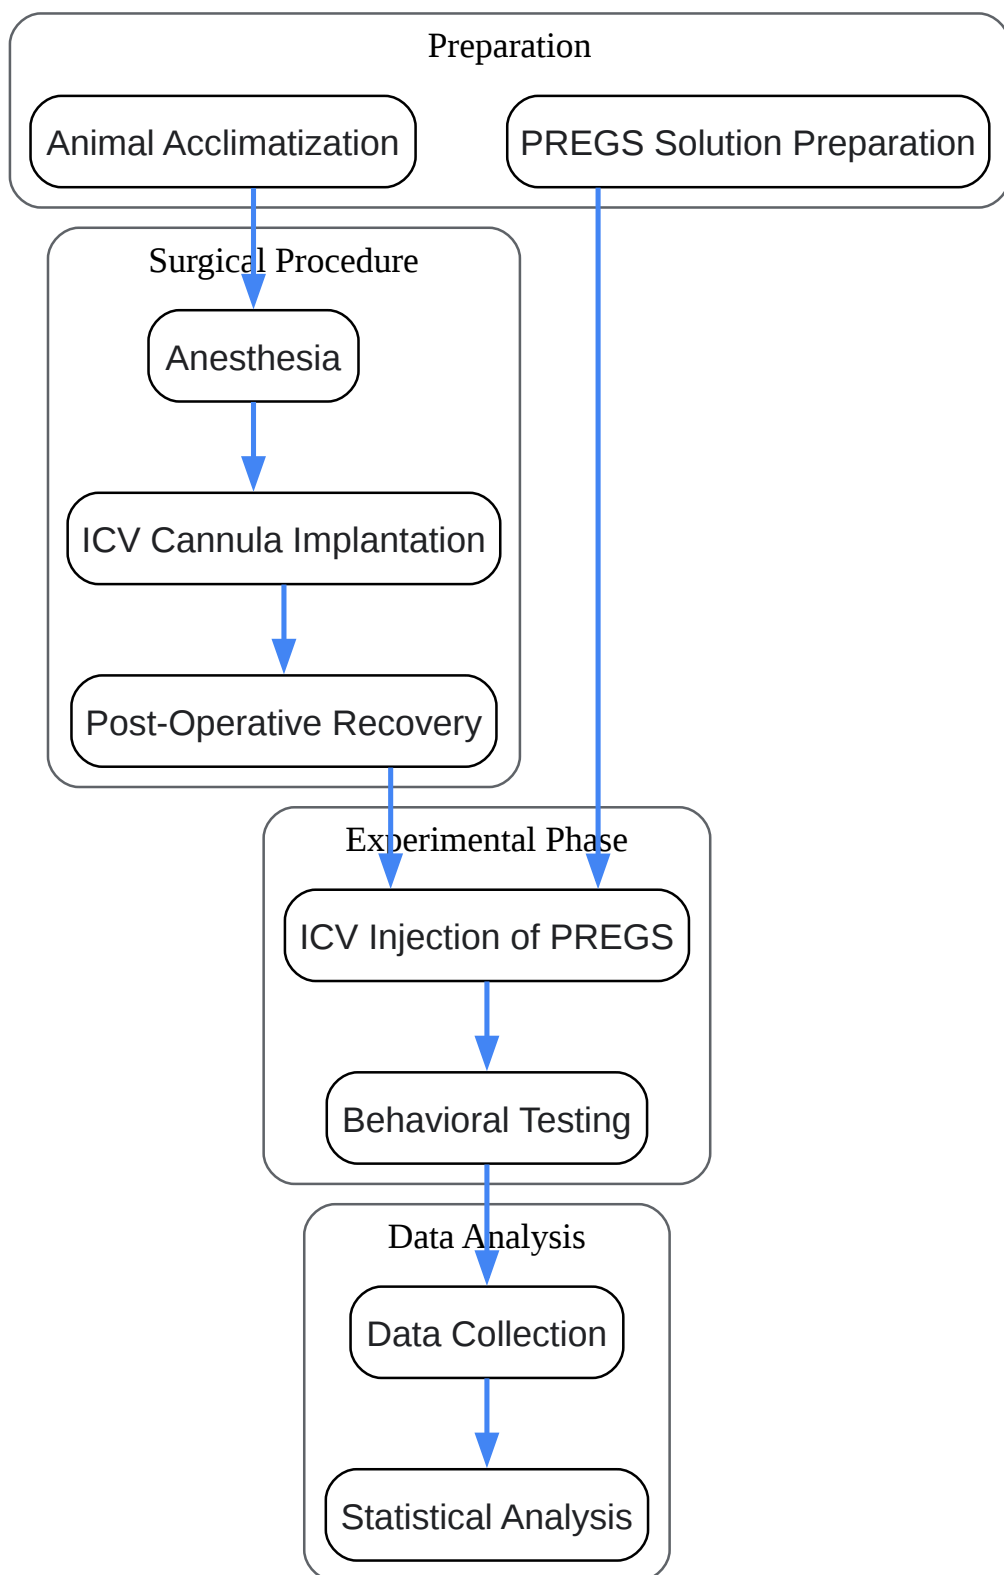 Preparation
Animal Acclimatization
PREGS Solution Preparation
Surgical Procedure
Anesthesia
ICV Cannula Implantation
Post-Operative Recovery
Experimental Phase
ICV Injection of PREGS
Behavioral Testing
Data Analysis
Data Collection
Statistical Analysis